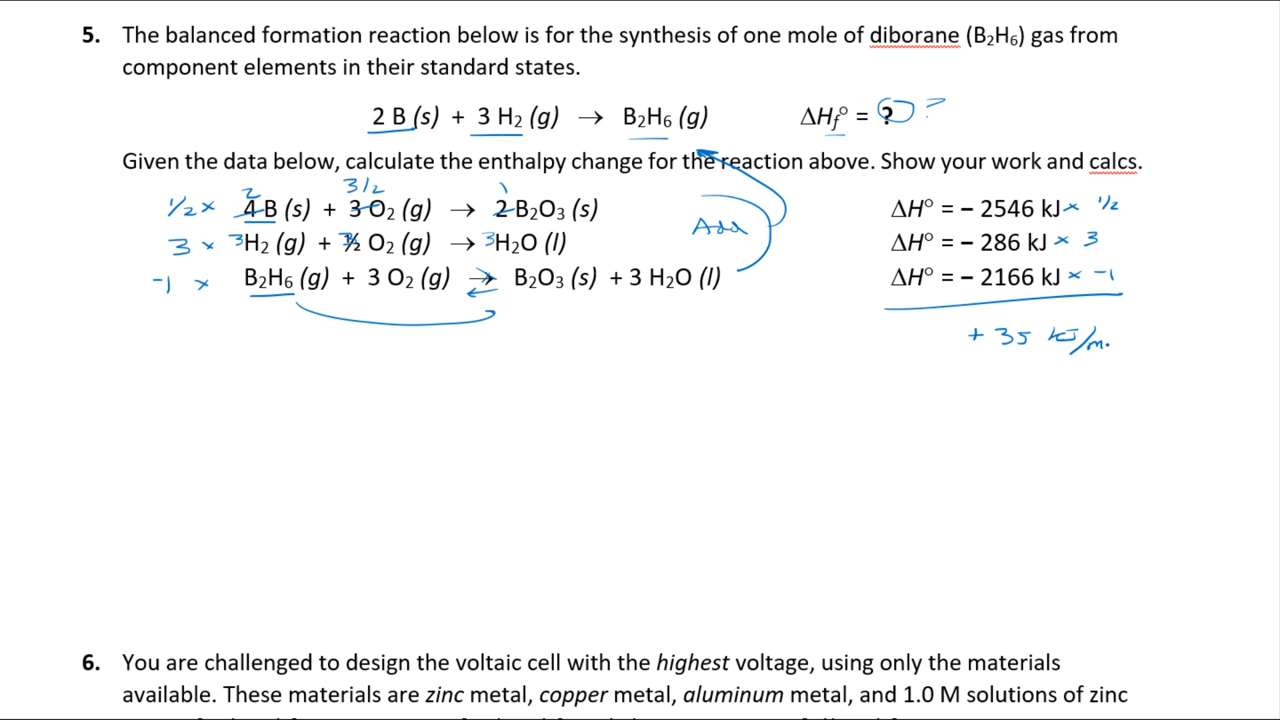 5. The balanced formation reaction below is for the synthesis of one mole of diborane (B₂H₆) gas from
component elements in their standard states.
2 B (s) + 3 H₂ (g) → B₂H₆ (g) ΔHf° = ? ?
Given the data below, calculate the enthalpy change for the reaction above. Show your work and calcs.
2 3/2 1
1/2 × 4 B (s) + 3 O₂ (g) → 2 B₂O₃ (s) ΔH° = – 2546 kJ × 1/2
Add
3 × 3 H₂ (g) + ½ O₂ (g) → 3 H₂O (l) ΔH° = – 286 kJ × 3
-1 × B₂H₆ (g) + 3 O₂ (g) → B₂O₃ (s) + 3 H₂O (l) ΔH° = – 2166 kJ × -1
+ 35 kJ/m.
6. You are challenged to design the voltaic cell with the highest voltage, using only the materials
available. These materials are zinc metal, copper metal, aluminum metal, and 1.0 M solutions of zinc